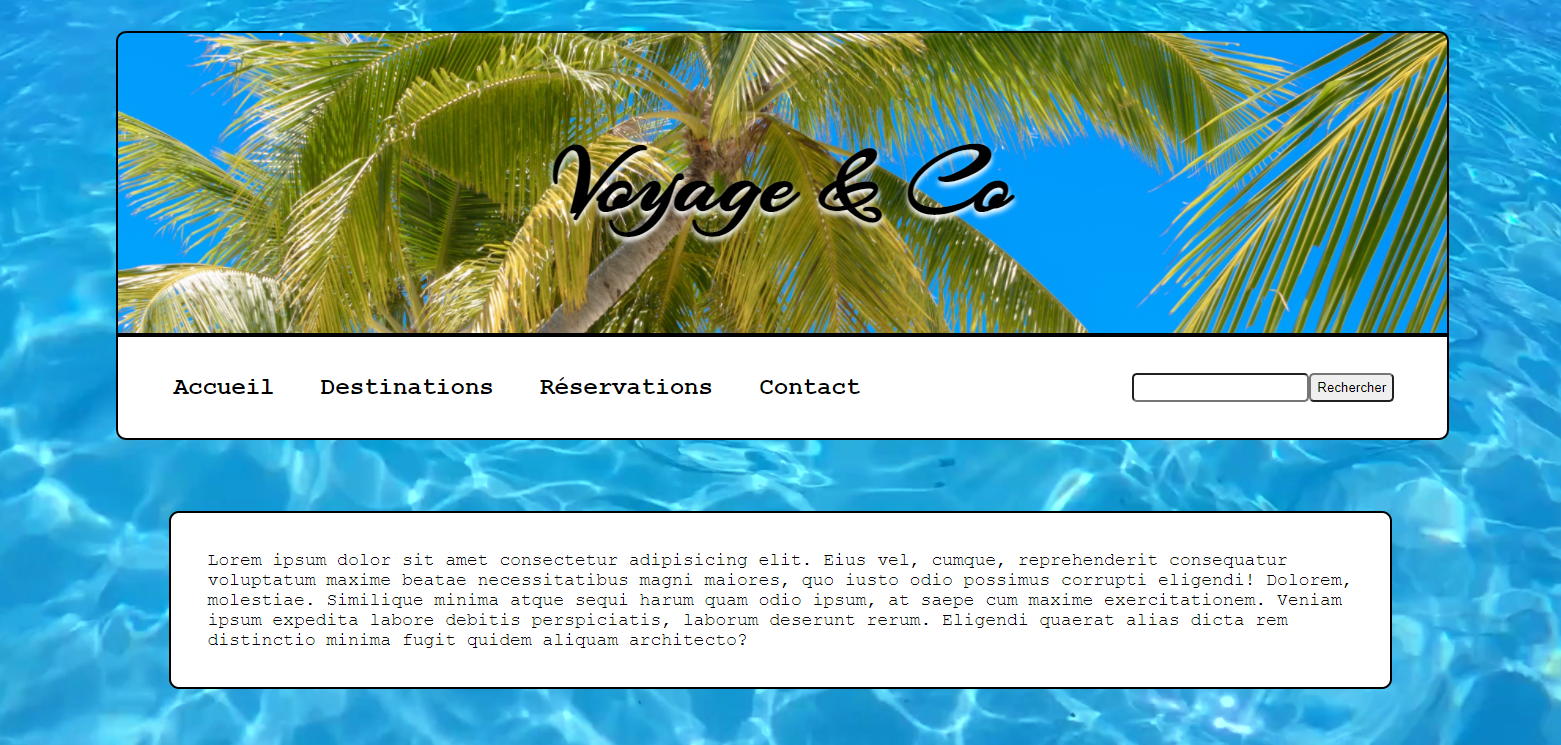 Voyage & Co
Accueil Destinations Réservations Contact Rechercher
Lorem ipsum dolor sit amet consectetur adipisicing elit. Eius vel, cumque, reprehenderit consequatur
voluptatum maxime beatae necessitatibus magni maiores, quo iusto odio possimus corrupti eligendi! Dolorem,
molestiae. Similique minima atque sequi harum quam odio ipsum, at saepe cum maxime exercitationem. Veniam
ipsum expedita labore debitis perspiciatis, laborum deserunt rerum. Eligendi quaerat alias dicta rem
distinctio minima fugit quidem aliquam architecto?